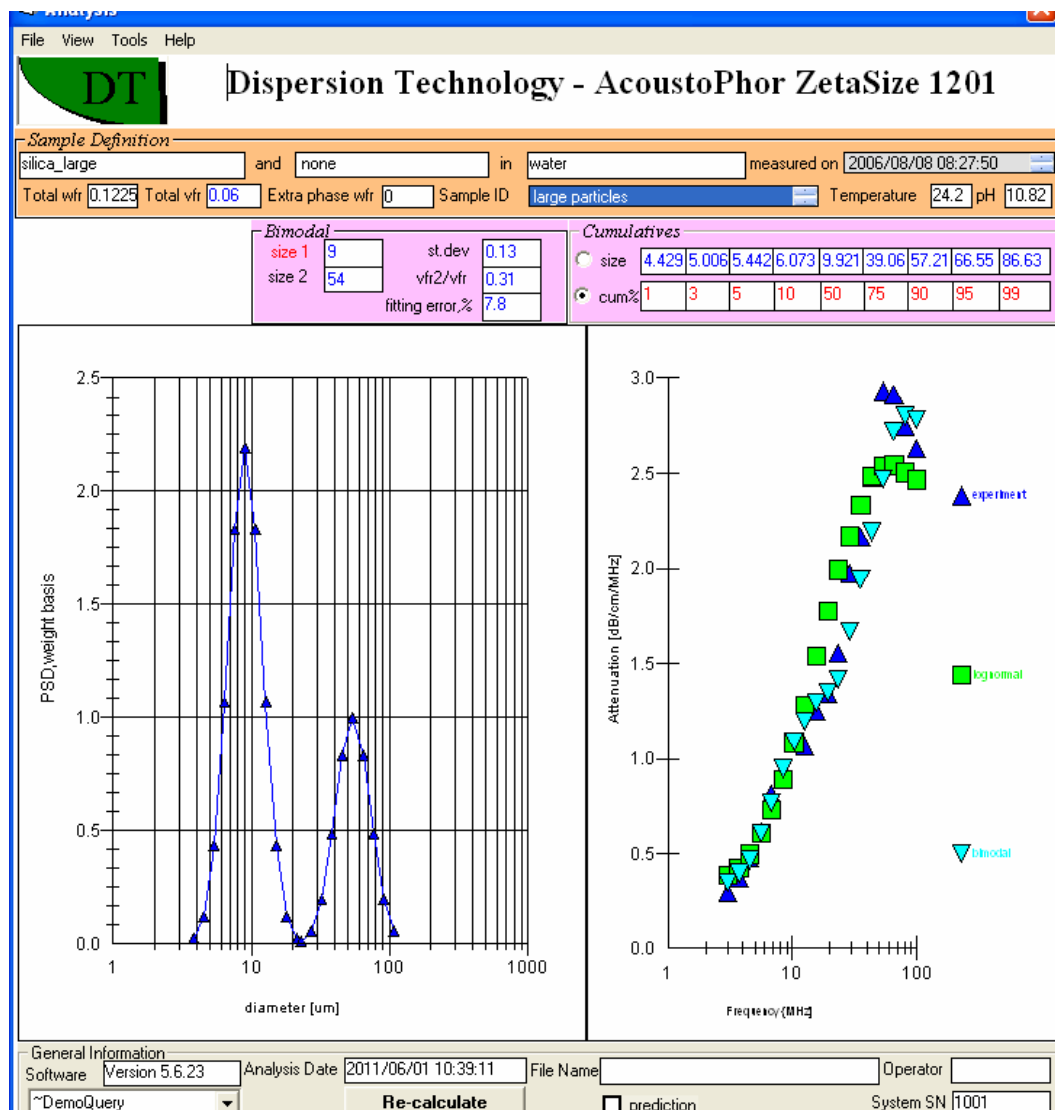 Analysis
File View Tools Help
DT
Dispersion Technology - AcoustoPhor ZetaSize 1201
Sample Definition
silica_large and none in water measured on 2006/08/08 08:27:50
Total wfr 0.1225 Total vfr 0.06 Extra phase wfr 0 Sample ID large particles Temperature 24.2 pH 10.82
Bimodal
size 1 9 st.dev 0.13
size 2 54 vfr2/vfr 0.31
fitting error,% 7.8
Cumulatives
size 4.429 5.006 5.442 6.073 9.921 39.06 57.21 66.55 86.63
cum% 1 3 5 10 50 75 90 95 99
PSD,weight basis
2.5
2.0
1.5
1.0
0.5
0.0
1 10 100 1000
diameter [um]
Attenuation [dB/cm/MHz]
3.0
2.5
2.0
1.5
1.0
0.5
0.0
1 10 100
Frequency[MHz]
experiment
lognormal
bimodal
General Information
Software Version 5.6.23 Analysis Date 2011/06/01 10:39:11 File Name Operator
~DemoQuery Re-calculate prediction System SN 1001